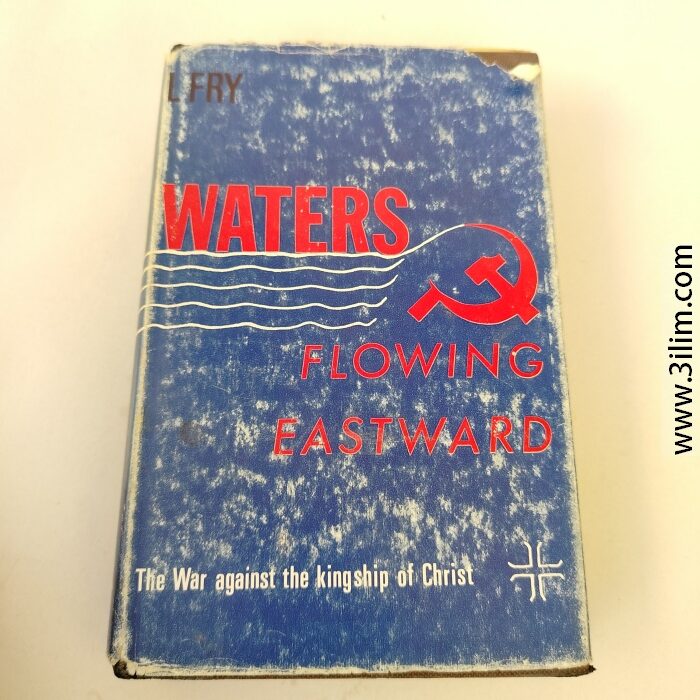 L FRY
WATERS
FLOWING
EASTWARD
The War against the kingship of Christ
www.3ilim.com